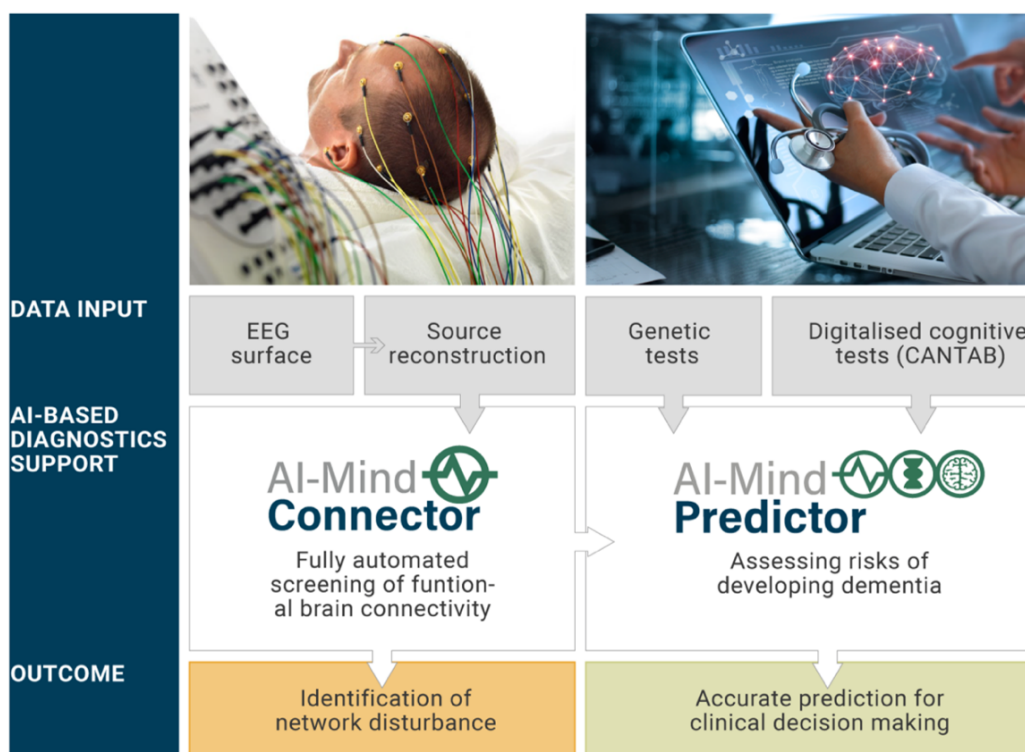 DATA INPUT
EEG
surface
Source
reconstruction
Genetic
tests
Digitalised cognitive
tests (CANTAB)
AI-BASED
DIAGNOSTICS
SUPPORT
AI-Mind
Connector
Fully automated
screening of funtion-
al brain connectivity
AI-Mind
Predictor
Assessing risks of
developing dementia
OUTCOME
Identification of
network disturbance
Accurate prediction for
clinical decision making